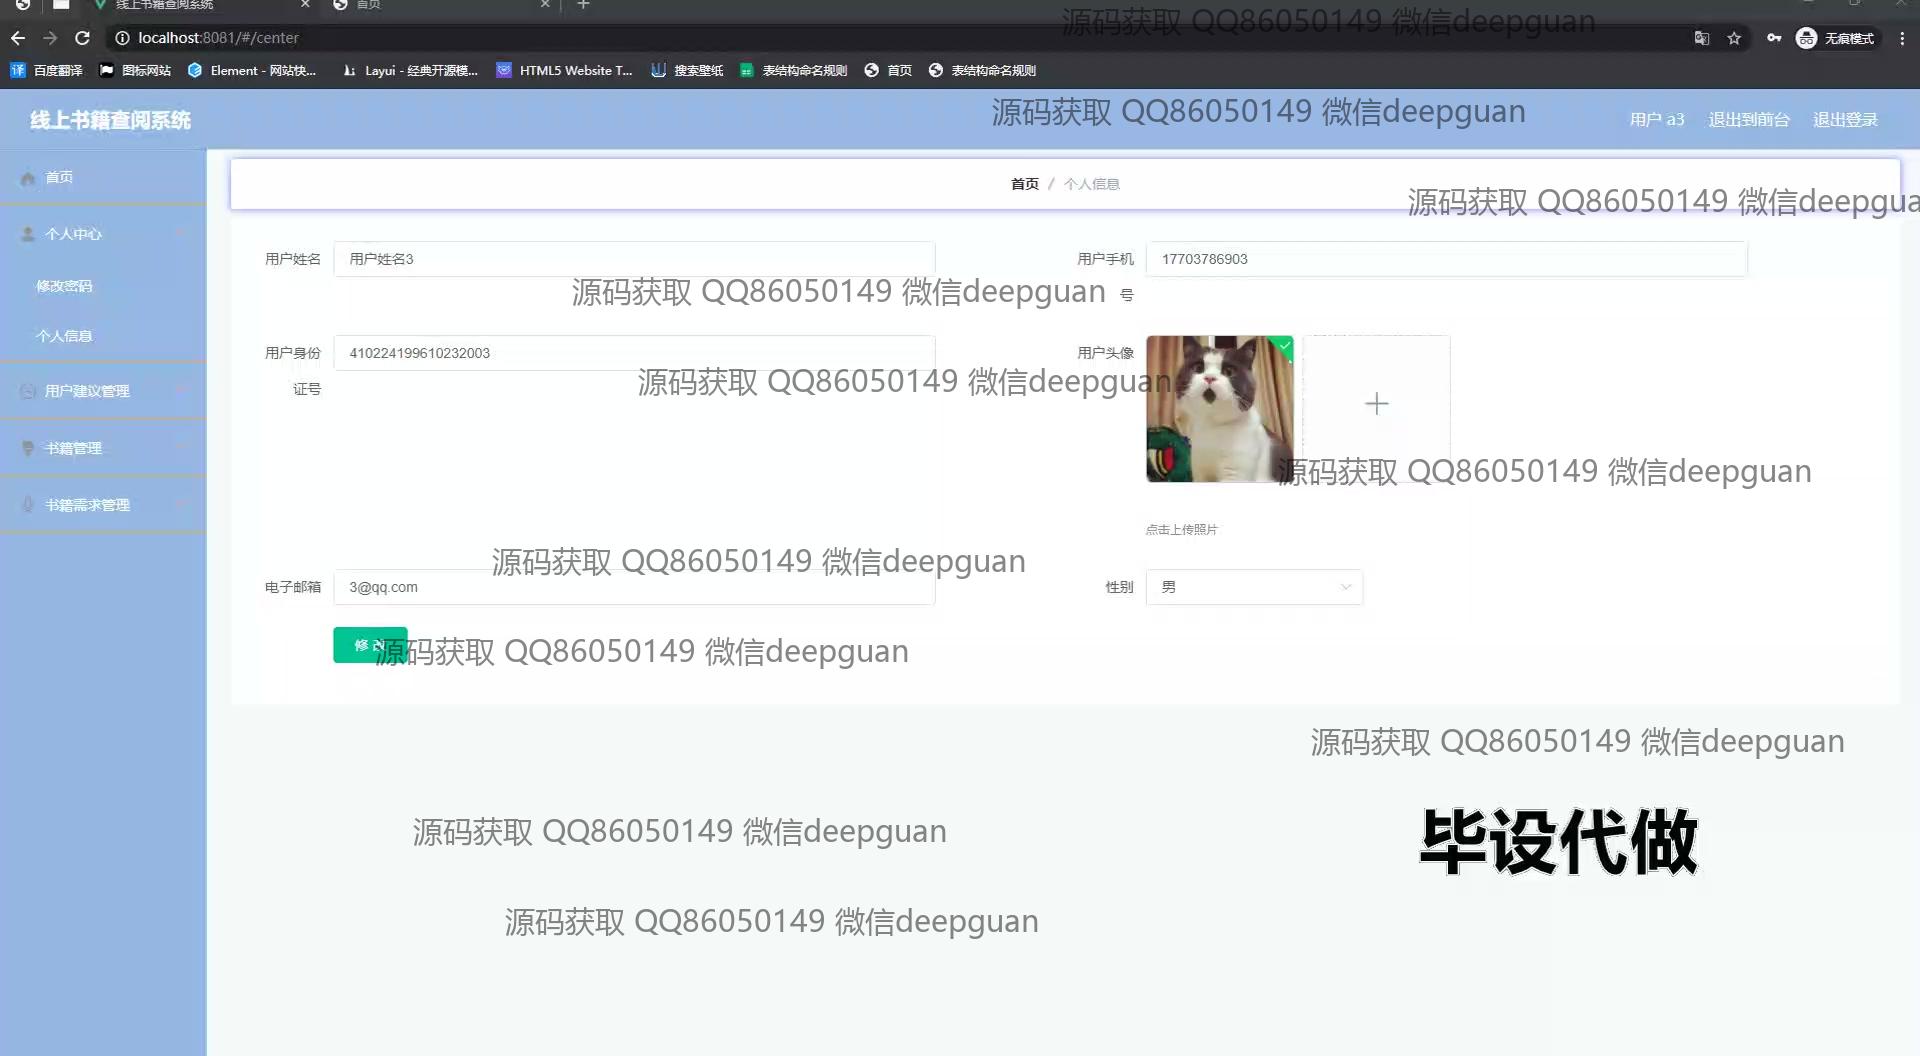 线上书籍查阅系统
首页
源码获取 QQ86050149 微信deepguan
localhost:8081/#/center
无痕模式
百度翻译
图标网站
Element - 网站快...
Layui - 经典开源模...
HTML5 Website T...
搜索壁纸
表结构命名规则
首页
表结构命名规则
线上书籍查阅系统
源码获取 QQ86050149 微信deepguan
用户 a3
退出到前台
退出登录
首页
首页 / 个人信息
源码获取 QQ86050149 微信deepgua
个人中心
修改密码
个人信息
用户建议管理
书籍管理
书籍需求管理
用户姓名
用户姓名3
用户手机号
17703786903
源码获取 QQ86050149 微信deepguan
用户身份证号
410224199610232003
用户头像
源码获取 QQ86050149 微信deepguan
源码获取 QQ86050149 微信deepguan
点击上传照片
源码获取 QQ86050149 微信deepguan
电子邮箱
3@qq.com
性别
男
修改
源码获取 QQ86050149 微信deepguan
源码获取 QQ86050149 微信deepguan
源码获取 QQ86050149 微信deepguan
毕设代做
源码获取 QQ86050149 微信deepguan